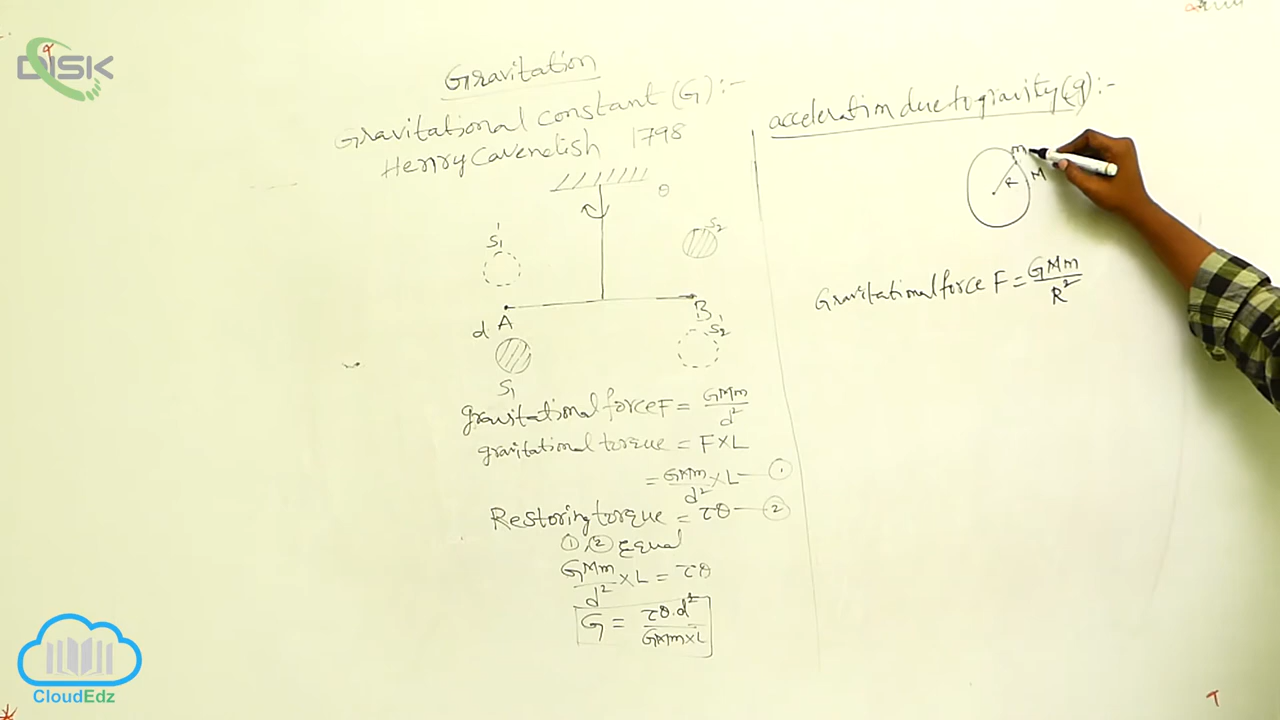 DISK
Gravitation
Gravitational constant (G):-
Henry Cavendish 1798
θ
S1'
S2
A
B
d
S2'
S1
gravitational force F = GMm/d²
gravitational torque = F×L
= GMm/d² ×L — ①
Restoring torque = τθ — ②
① ② Equal
GMm/d² ×L = τθ
G = τθ.d²/GMm×L
acceleration due to gravity (g):-
m
R
M
Gravitational force F = GMm/R²
CloudEdz